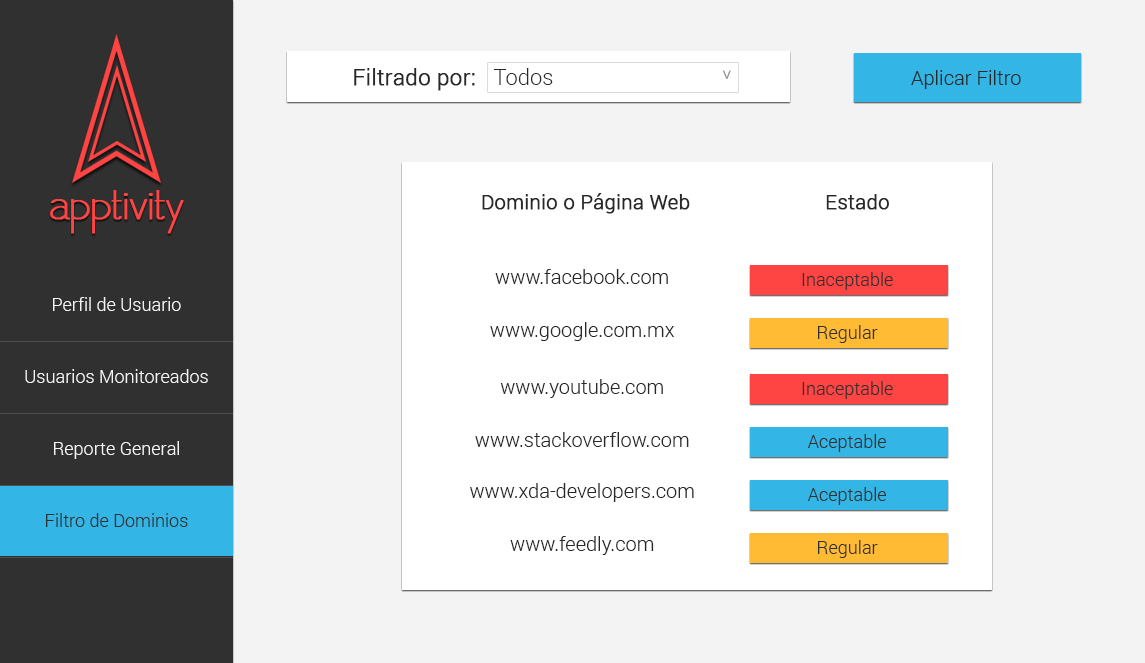 apptivity
Perfil de Usuario
Usuarios Monitoreados
Reporte General
Filtro de Dominios
Filtrado por: Todos v
Aplicar Filtro
Dominio o Página Web Estado
www.facebook.com Inaceptable
www.google.com.mx Regular
www.youtube.com Inaceptable
www.stackoverflow.com Aceptable
www.xda-developers.com Aceptable
www.feedly.com Regular